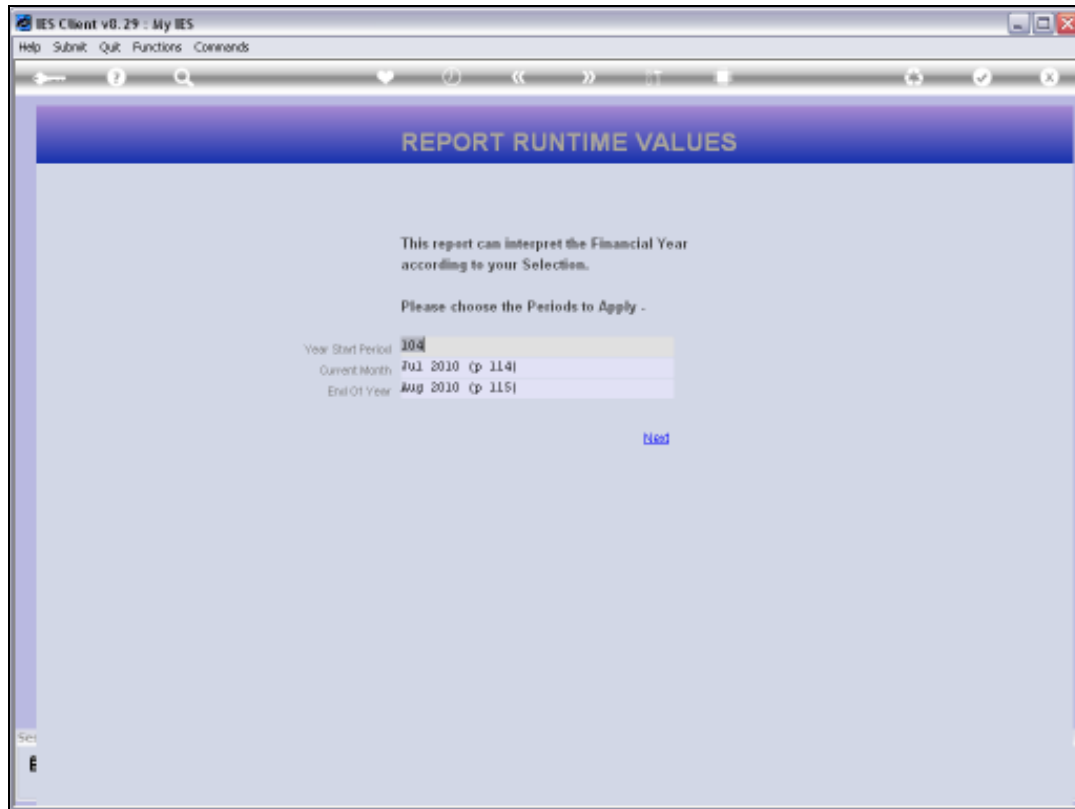 IES Client v8.29 : My IES
Help Submit Quit Functions Commands
REPORT RUNTIME VALUES
This report can interpret the Financial Year
according to your Selection.
Please choose the Periods to Apply -
Year Start Period 104
Current Month Jul 2010 (p 114)
End Of Year Aug 2010 (p 115)
Next
Ses